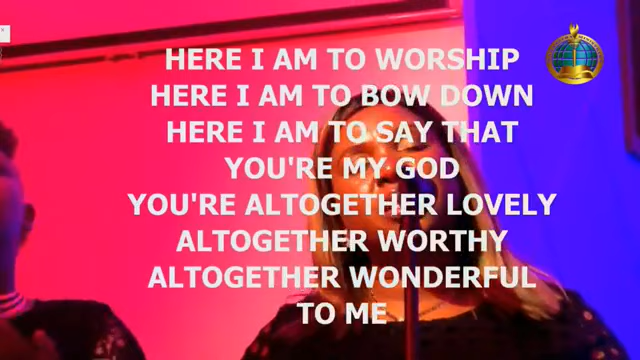 HERE I AM TO WORSHIP
HERE I AM TO BOW DOWN
HERE I AM TO SAY THAT
YOU'RE MY GOD
YOU'RE ALTOGETHER LOVELY
ALTOGETHER WORTHY
ALTOGETHER WONDERFUL
TO ME